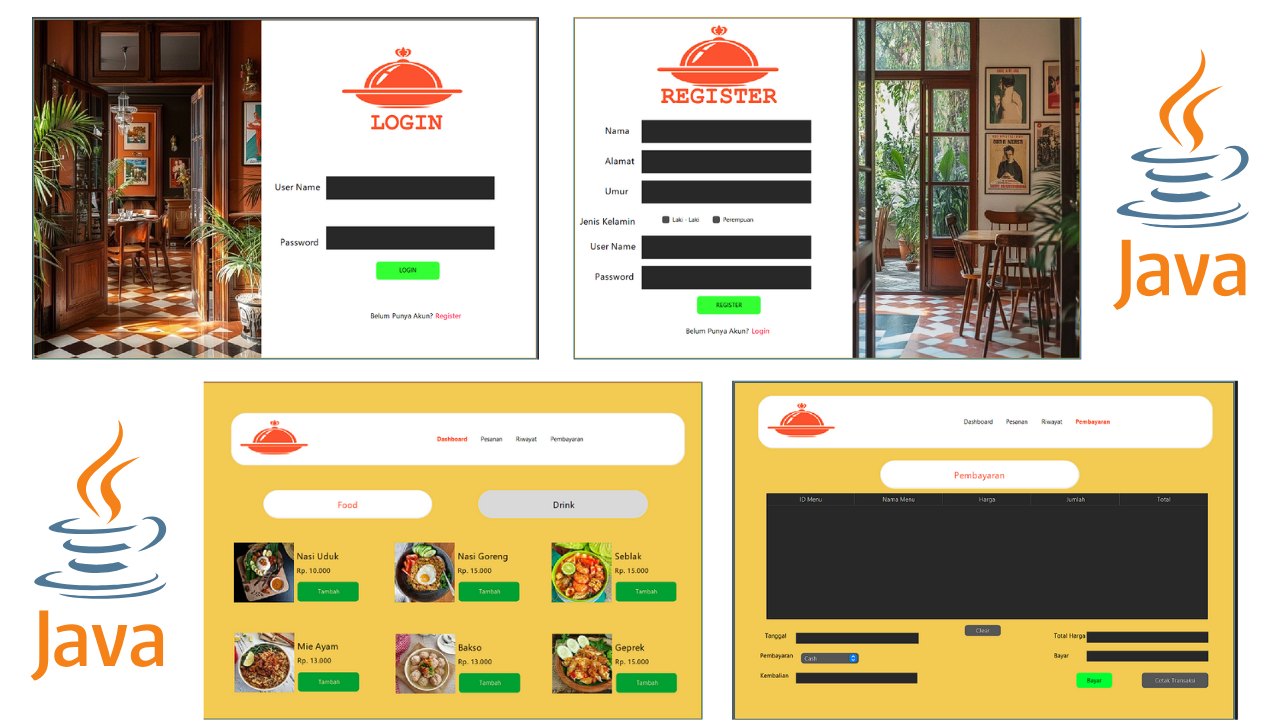 LOGIN
User Name
Password
LOGIN
Belum Punya Akun? Register
REGISTER
Nama
Alamat
Umur
Jenis Kelamin
Laki - Laki Perempuan
User Name
Password
REGISTER
Belum Punya Akun? Login
Java
Java
Dashboard Pesanan Riwayat Pembayaran
Food Drink
Nasi Uduk
Rp. 10.000
Tambah
Nasi Goreng
Rp. 15.000
Tambah
Seblak
Rp. 15.000
Tambah
Mie Ayam
Rp. 13.000
Tambah
Bakso
Rp. 13.000
Tambah
Geprek
Rp. 15.000
Tambah
Dashboard Pesanan Riwayat Pembayaran
Pembayaran
ID Menu Nama Menu Harga Jumlah Total
Tanggal
Clear
Total Harga
Pembayaran
Cash
Bayar
Kembalian
Bayar
Cetak Transaksi